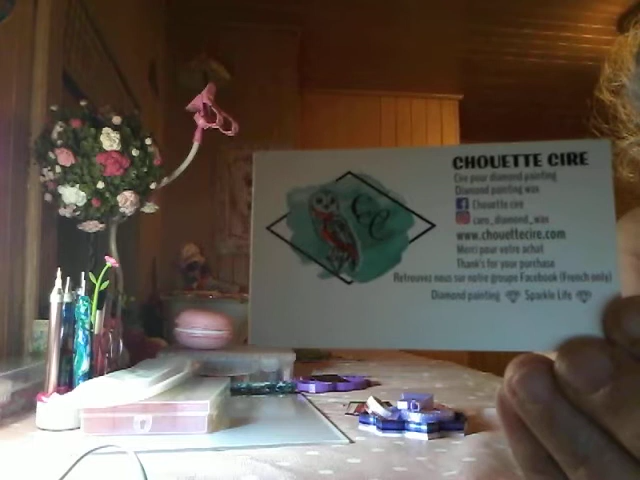 CHOUETTE CIRE
Cire pour diamond painting
Diamond painting wax
Chouette cire
www.chouettecire.com
Merci pour votre achat
Thank's for your purchase
Retrouvez nous sur notre groupe Facebook (French only)
Diamond painting Sparkle Life
CC